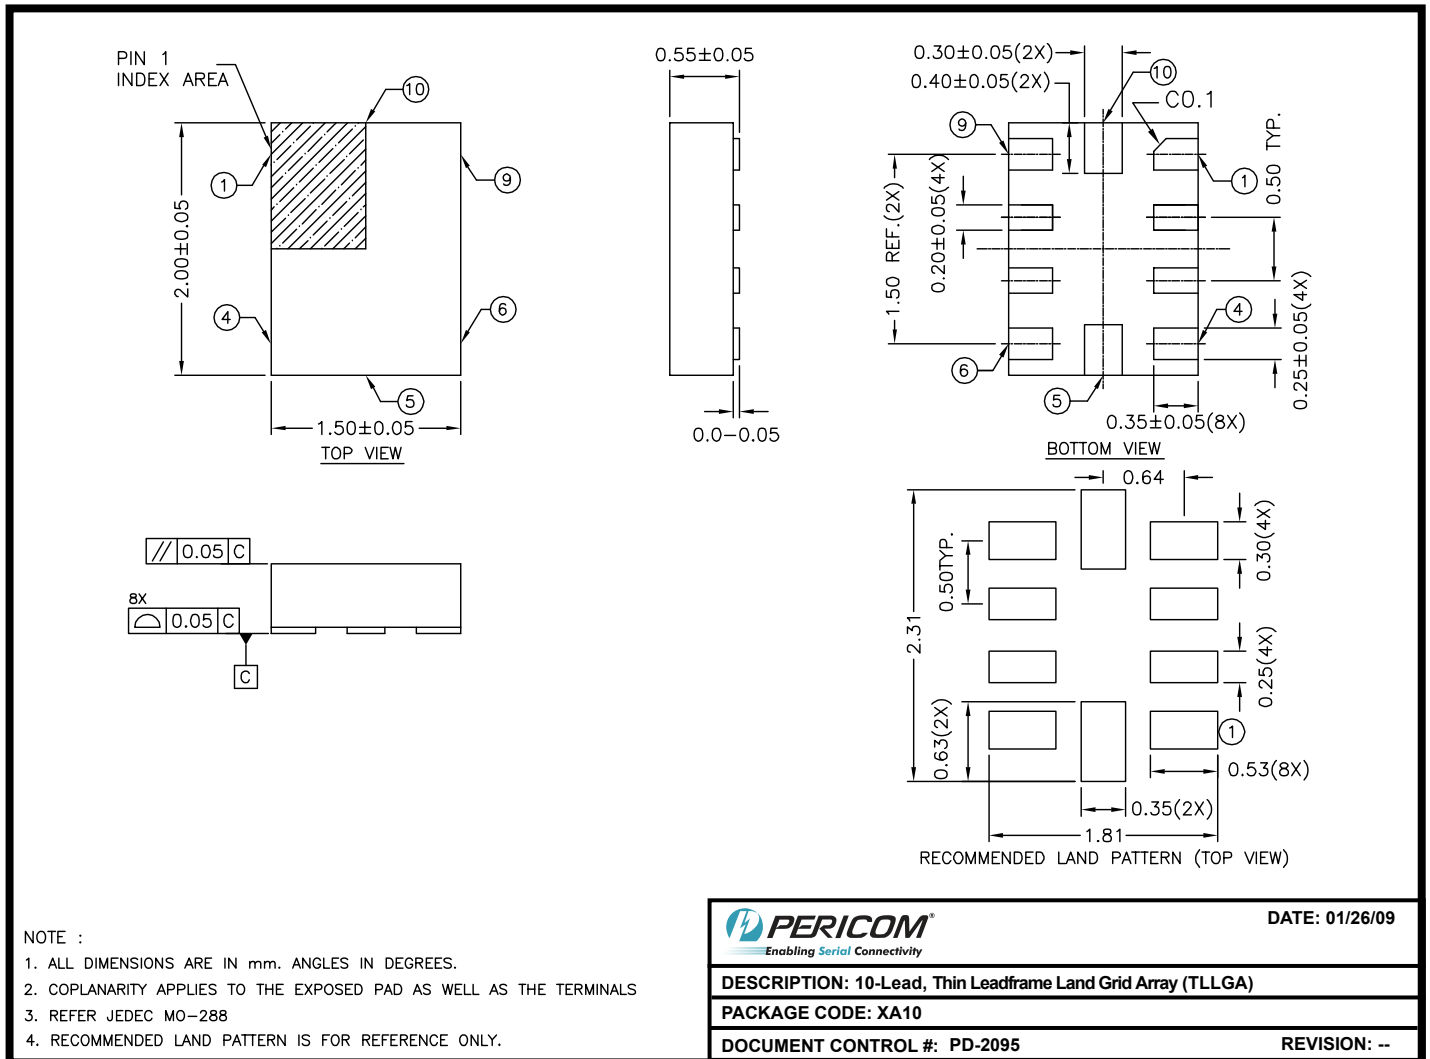 PIN 1
INDEX AREA
10
1
9
2.00±0.05
4
6
5
1.50±0.05
TOP VIEW
0.55±0.05
0.0-0.05
0.30±0.05(2X)
0.40±0.05(2X)
10
C0.1
9
1
0.50 TYP.
1.50 REF.(2X)
0.20±0.05(4X)
4
6
5
0.25±0.05(4X)
0.35±0.05(8X)
BOTTOM VIEW
// 0.05 C
8X
0.05 C
C
0.64
0.50TYP.
0.30(4X)
2.31
0.25(4X)
0.63(2X)
1
0.53(8X)
0.35(2X)
1.81
RECOMMENDED LAND PATTERN (TOP VIEW)
NOTE :
1. ALL DIMENSIONS ARE IN mm. ANGLES IN DEGREES.
2. COPLANARITY APPLIES TO THE EXPOSED PAD AS WELL AS THE TERMINALS
3. REFER JEDEC MO-288
4. RECOMMENDED LAND PATTERN IS FOR REFERENCE ONLY.
PERICOM®
Enabling Serial Connectivity
DATE: 01/26/09
DESCRIPTION: 10-Lead, Thin Leadframe Land Grid Array (TLLGA)
PACKAGE CODE: XA10
DOCUMENT CONTROL #: PD-2095
REVISION: --